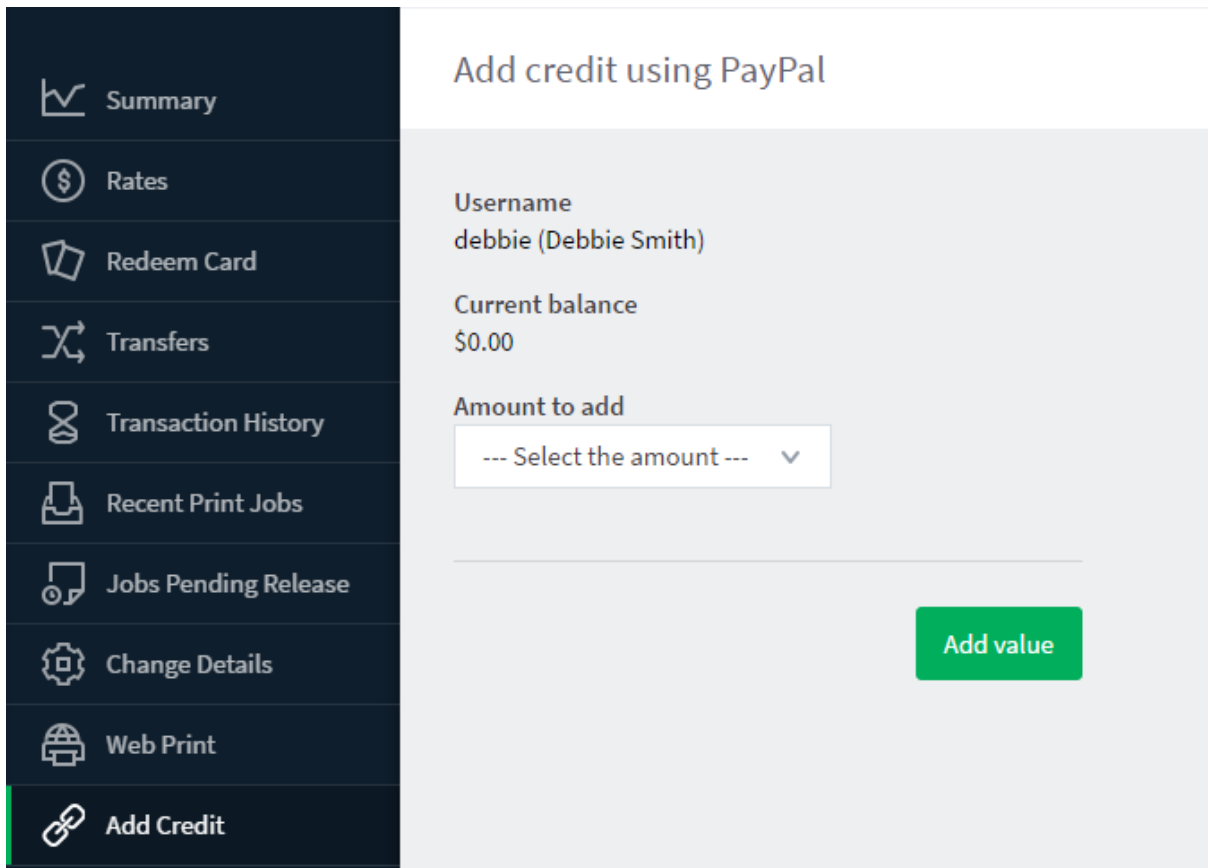 Summary
Rates
Redeem Card
Transfers
Transaction History
Recent Print Jobs
Jobs Pending Release
Change Details
Web Print
Add Credit
Add credit using PayPal
Username
debbie (Debbie Smith)
Current balance
$0.00
Amount to add
--- Select the amount ---
Add value